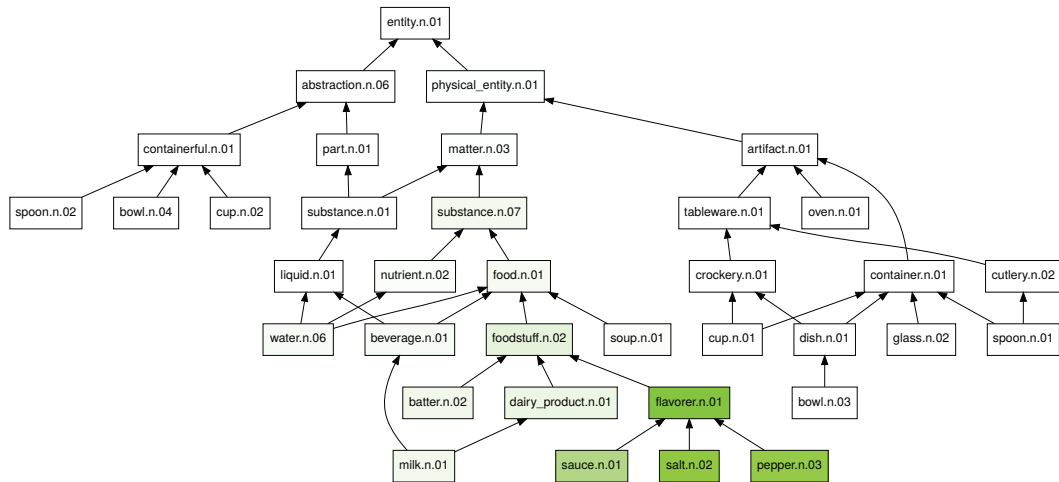 entity.n.01
abstraction.n.06 physical_entity.n.01
containerful.n.01 part.n.01 matter.n.03 artifact.n.01
spoon.n.02 bowl.n.04 cup.n.02 substance.n.01 substance.n.07 tableware.n.01 oven.n.01
liquid.n.01 nutrient.n.02 food.n.01 crockery.n.01 container.n.01 cutlery.n.02
water.n.06 beverage.n.01 foodstuff.n.02 soup.n.01 cup.n.01 dish.n.01 glass.n.02 spoon.n.01
batter.n.02 dairy_product.n.01 flavorer.n.01 bowl.n.03
milk.n.01 sauce.n.01 salt.n.02 pepper.n.03